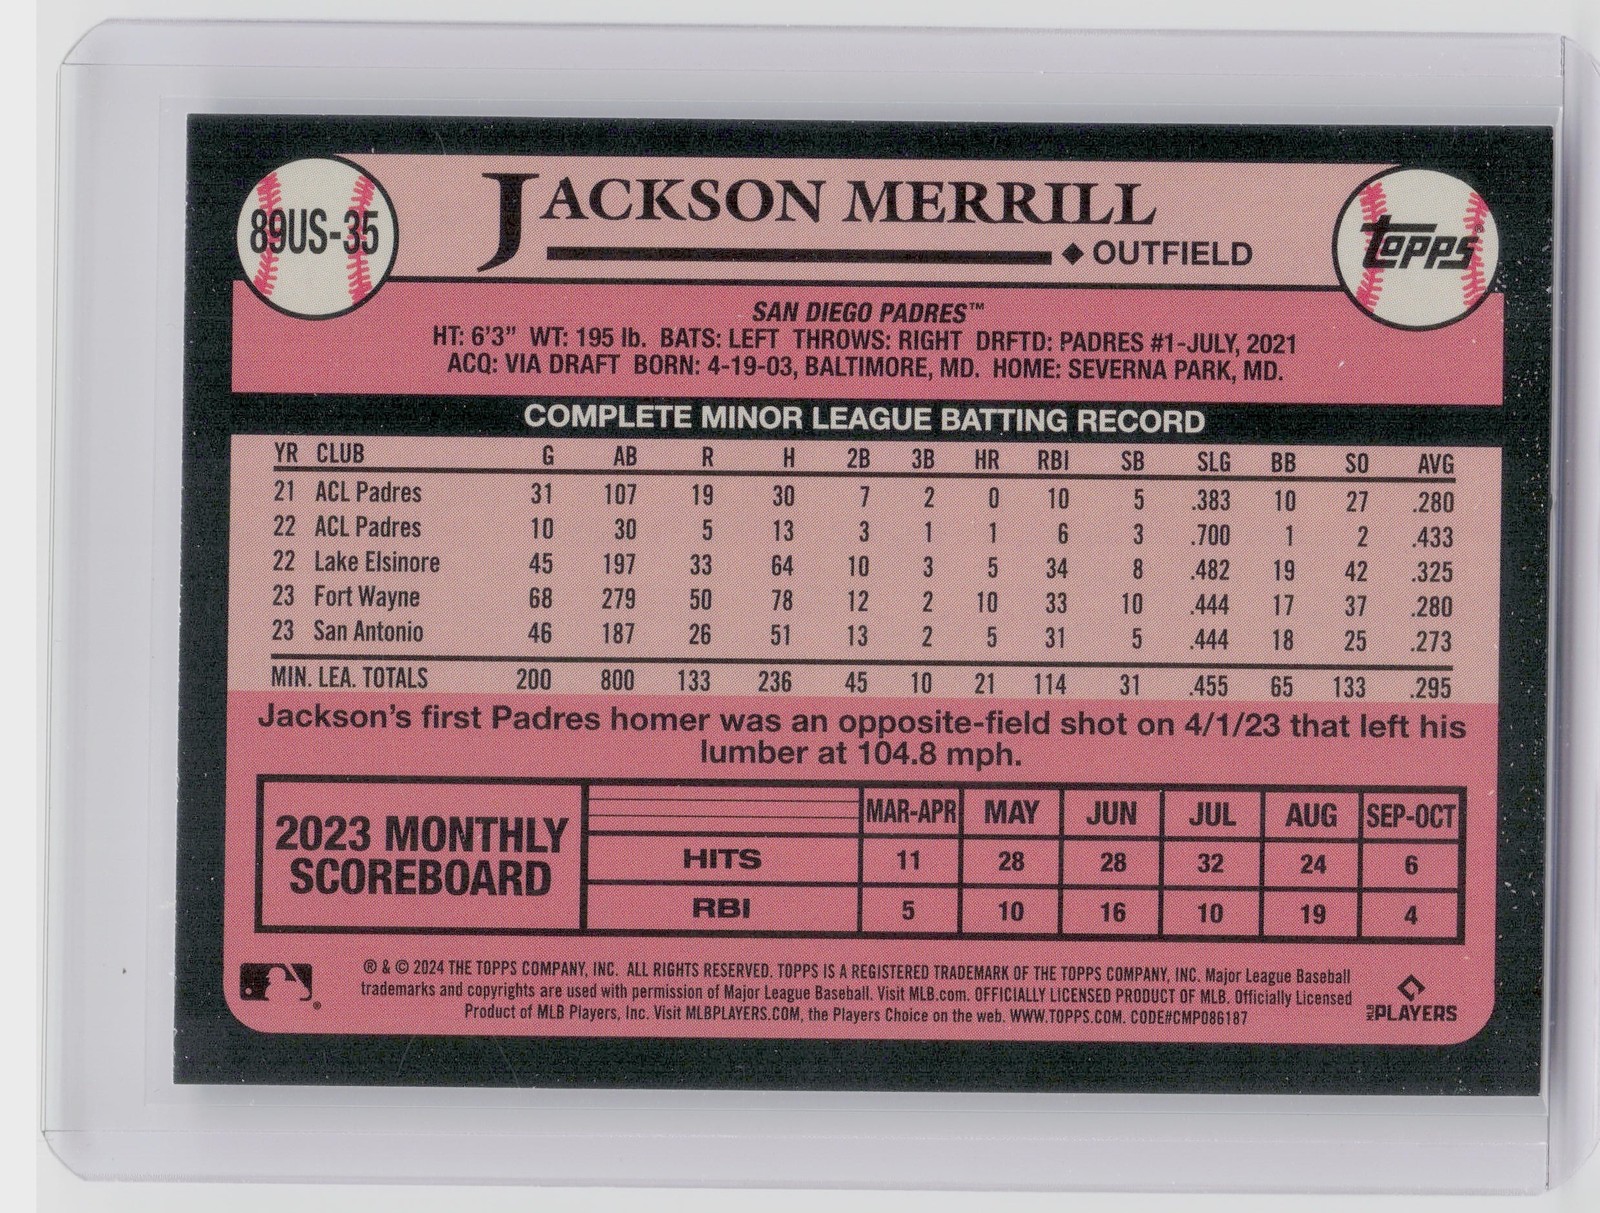 89US-35
JACKSON MERRILL
OUTFIELD
topps®
SAN DIEGO PADRES™
HT: 6'3" WT: 195 lb. BATS: LEFT THROWS: RIGHT DRFTD: PADRES #1-JULY, 2021
ACQ: VIA DRAFT BORN: 4-19-03, BALTIMORE, MD. HOME: SEVERNA PARK, MD.
COMPLETE MINOR LEAGUE BATTING RECORD
YR CLUB G AB R H 2B 3B HR RBI SB SLG BB SO AVG
21 ACL Padres 31 107 19 30 7 2 0 10 5 .383 10 27 .280
22 ACL Padres 10 30 5 13 3 1 1 6 3 .700 1 2 .433
22 Lake Elsinore 45 197 33 64 10 3 5 34 8 .482 19 42 .325
23 Fort Wayne 68 279 50 78 12 2 10 33 10 .444 17 37 .280
23 San Antonio 46 187 26 51 13 2 5 31 5 .444 18 25 .273
MIN. LEA. TOTALS 200 800 133 236 45 10 21 114 31 .455 65 133 .295
Jackson's first Padres homer was an opposite-field shot on 4/1/23 that left his
lumber at 104.8 mph.
2023 MONTHLY
SCOREBOARD
MAR-APR MAY JUN JUL AUG SEP-OCT
HITS 11 28 28 32 24 6
RBI 5 10 16 10 19 4
® & © 2024 THE TOPPS COMPANY, INC. ALL RIGHTS RESERVED. TOPPS IS A REGISTERED TRADEMARK OF THE TOPPS COMPANY, INC. Major League Baseball
trademarks and copyrights are used with permission of Major League Baseball. Visit MLB.com. OFFICIALLY LICENSED PRODUCT OF MLB. Officially Licensed
Product of MLB Players, Inc. Visit MLBPLAYERS.COM, the Players Choice on the web. WWW.TOPPS.COM. CODE#CMP086187
®
MLB PLAYERS